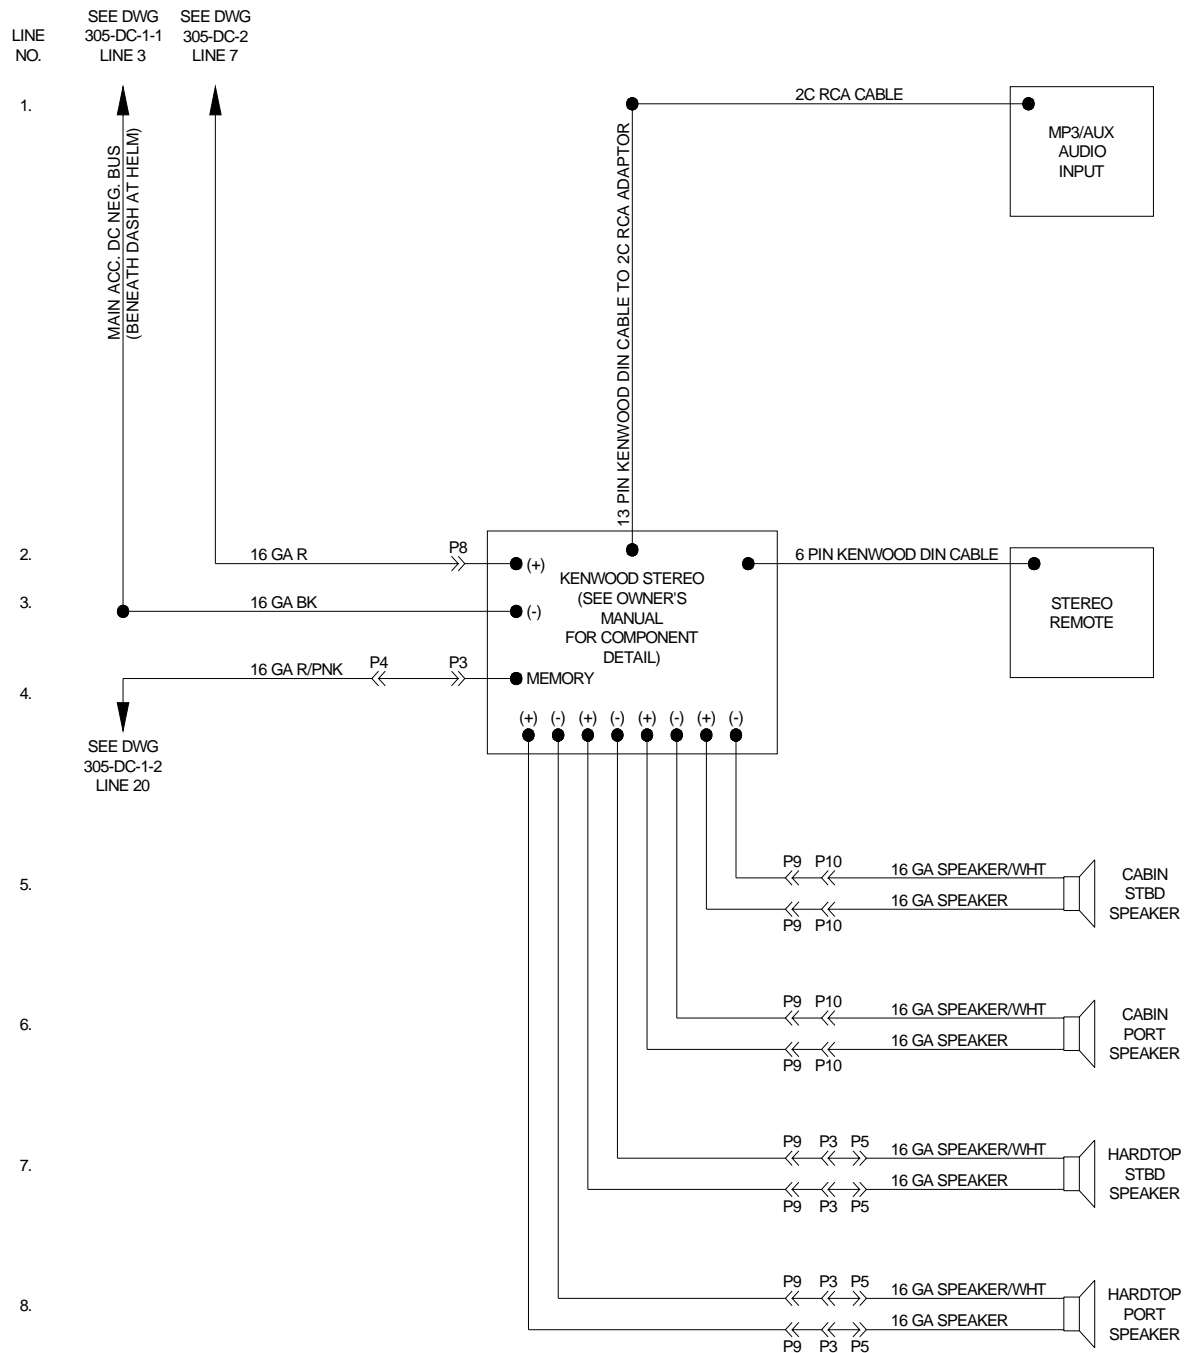 LINE
NO.
SEE DWG
305-DC-1-1
LINE 3
SEE DWG
305-DC-2
LINE 7
1.
MAIN ACC. DC NEG. BUS
(BENEATH DASH AT HELM)
13 PIN KENWOOD DIN CABLE TO 2C RCA ADAPTOR
2C RCA CABLE
MP3/AUX
AUDIO
INPUT
2.
16 GA R
P8
(+)
KENWOOD STEREO
(SEE OWNER'S
MANUAL
FOR COMPONENT
DETAIL)
6 PIN KENWOOD DIN CABLE
STEREO
REMOTE
3.
16 GA BK
(-)
4.
16 GA R/PNK
P4
P3
MEMORY
(+) (-) (+) (-) (+) (-) (+) (-)
SEE DWG
305-DC-1-2
LINE 20
5.
P9 P10
16 GA SPEAKER/WHT
16 GA SPEAKER
P9 P10
CABIN
STBD
SPEAKER
6.
P9 P10
16 GA SPEAKER/WHT
16 GA SPEAKER
P9 P10
CABIN
PORT
SPEAKER
7.
P9 P3 P5
16 GA SPEAKER/WHT
16 GA SPEAKER
P9 P3 P5
HARDTOP
STBD
SPEAKER
8.
P9 P3 P5
16 GA SPEAKER/WHT
16 GA SPEAKER
P9 P3 P5
HARDTOP
PORT
SPEAKER